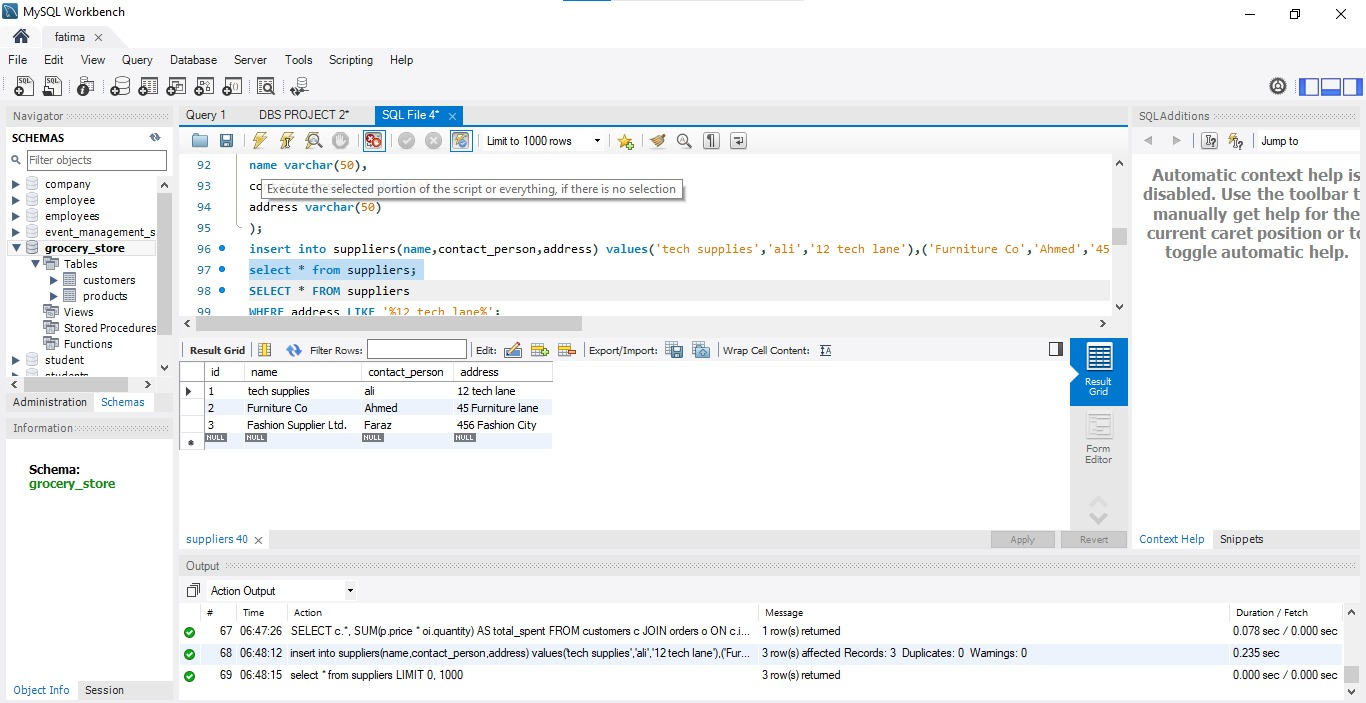 MySQL Workbench
fatima
File Edit View Query Database Server Tools Scripting Help
Navigator
SCHEMAS
Filter objects
company
employee
employees
event_management_s
grocery_store
Tables
customers
products
Views
Stored Procedures
Functions
student
students
Administration Schemas
Information
Schema:
grocery_store
Object Info Session
Query 1 DBS PROJECT 2* SQL File 4*
Limit to 1000 rows
92 name varchar(50),
93 co
Execute the selected portion of the script or everything, if there is no selection
94 address varchar(50)
95 );
96 insert into suppliers(name,contact_person,address) values('tech supplies','ali','12 tech lane'),('Furniture Co','Ahmed','45
97 select * from suppliers;
98 SELECT * FROM suppliers
99 WHERE address LIKE '%12 tech lane%';
Result Grid Filter Rows: Edit: Export/Import: Wrap Cell Content:
id name contact_person address
1 tech supplies ali 12 tech lane
2 Furniture Co Ahmed 45 Furniture lane
3 Fashion Supplier Ltd. Faraz 456 Fashion City
NULL NULL NULL NULL
Result
Grid
Form
Editor
suppliers 40
Apply Revert
Output
Action Output
# Time Action Message Duration / Fetch
67 06:47:26 SELECT c.*, SUM(p.price * oi.quantity) AS total_spent FROM customers c JOIN orders o ON c.i... 1 row(s) returned 0.078 sec / 0.000 sec
68 06:48:12 insert into suppliers(name,contact_person,address) values('tech supplies','ali','12 tech lane'),('Fur... 3 row(s) affected Records: 3 Duplicates: 0 Warnings: 0 0.235 sec
69 06:48:15 select * from suppliers LIMIT 0, 1000 3 row(s) returned 0.000 sec / 0.000 sec
SQLAdditions
Jump to
Automatic context help is
disabled. Use the toolbar t
manually get help for the
current caret position or to
toggle automatic help.
Context Help Snippets